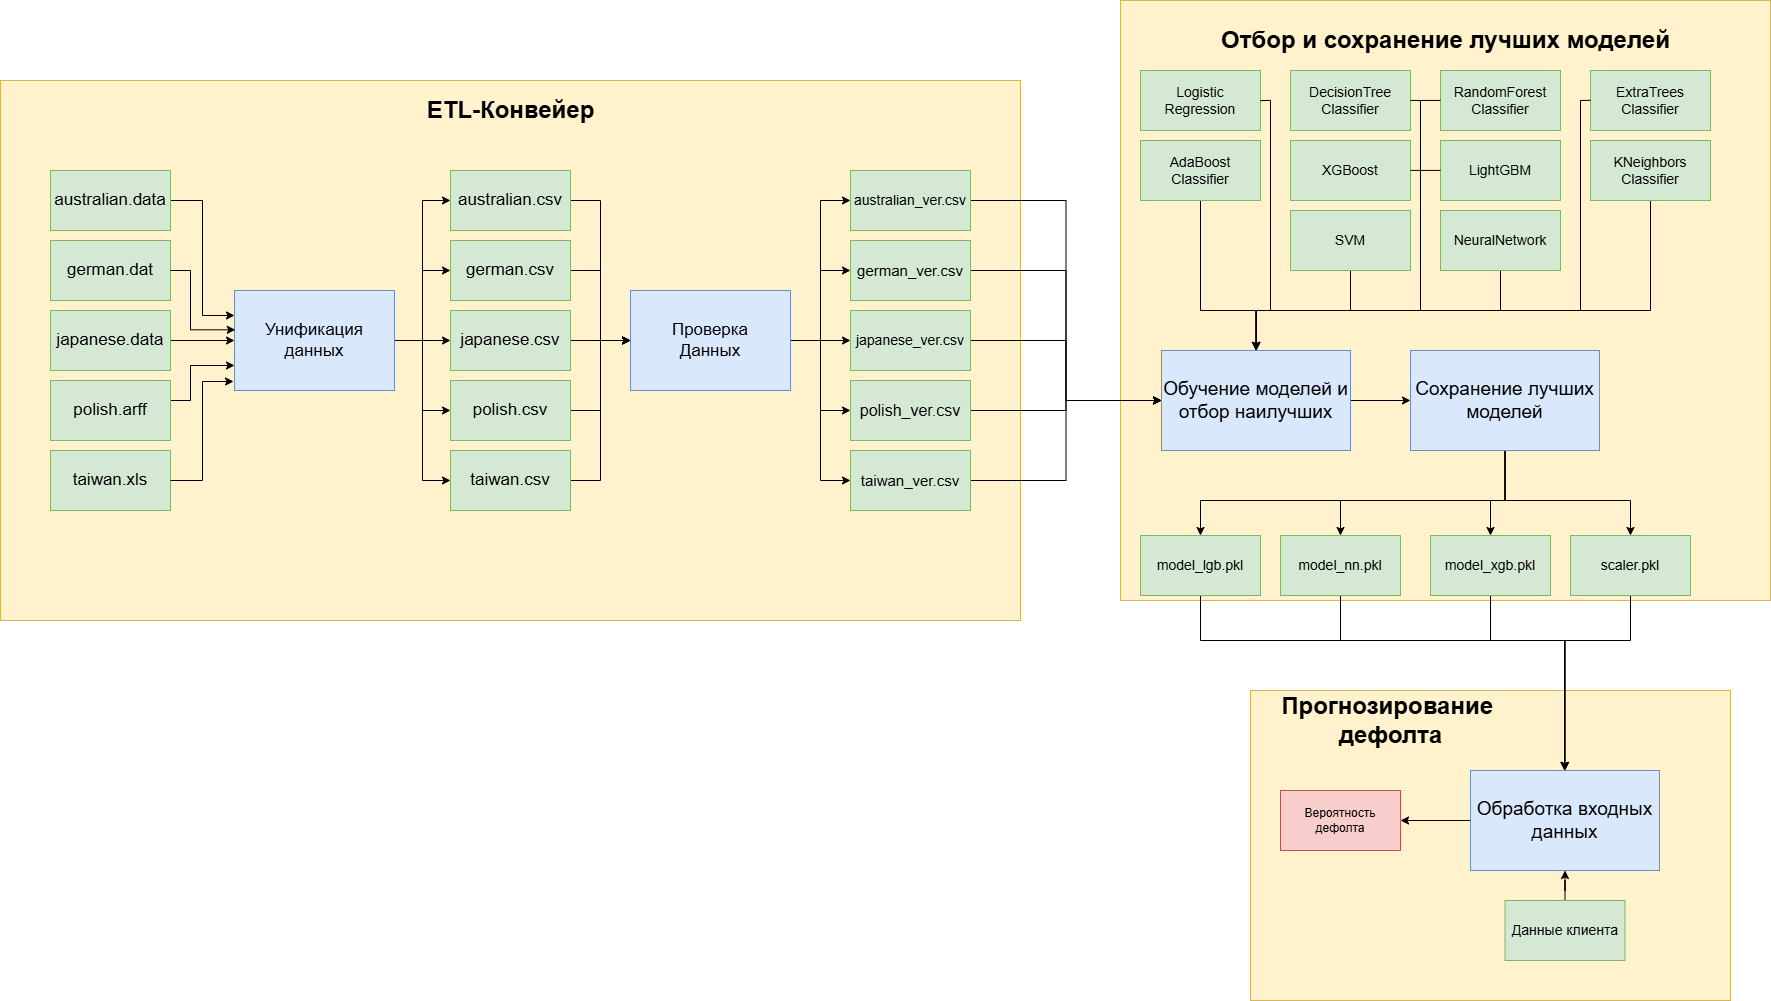 ETL-Конвейер
australian.data
german.dat
japanese.data
polish.arff
taiwan.xls
Унификация
данных
australian.csv
german.csv
japanese.csv
polish.csv
taiwan.csv
Проверка
Данных
australian_ver.csv
german_ver.csv
japanese_ver.csv
polish_ver.csv
taiwan_ver.csv
Отбор и сохранение лучших моделей
Logistic
Regression
DecisionTree
Classifier
RandomForest
Classifier
ExtraTrees
Classifier
AdaBoost
Classifier
XGBoost
LightGBM
KNeighbors
Classifier
SVM
NeuralNetwork
Обучение моделей и
отбор наилучших
Сохранение лучших
моделей
model_lgb.pkl
model_nn.pkl
model_xgb.pkl
scaler.pkl
Прогнозирование
дефолта
Вероятность
дефолта
Обработка входных
данных
Данные клиента